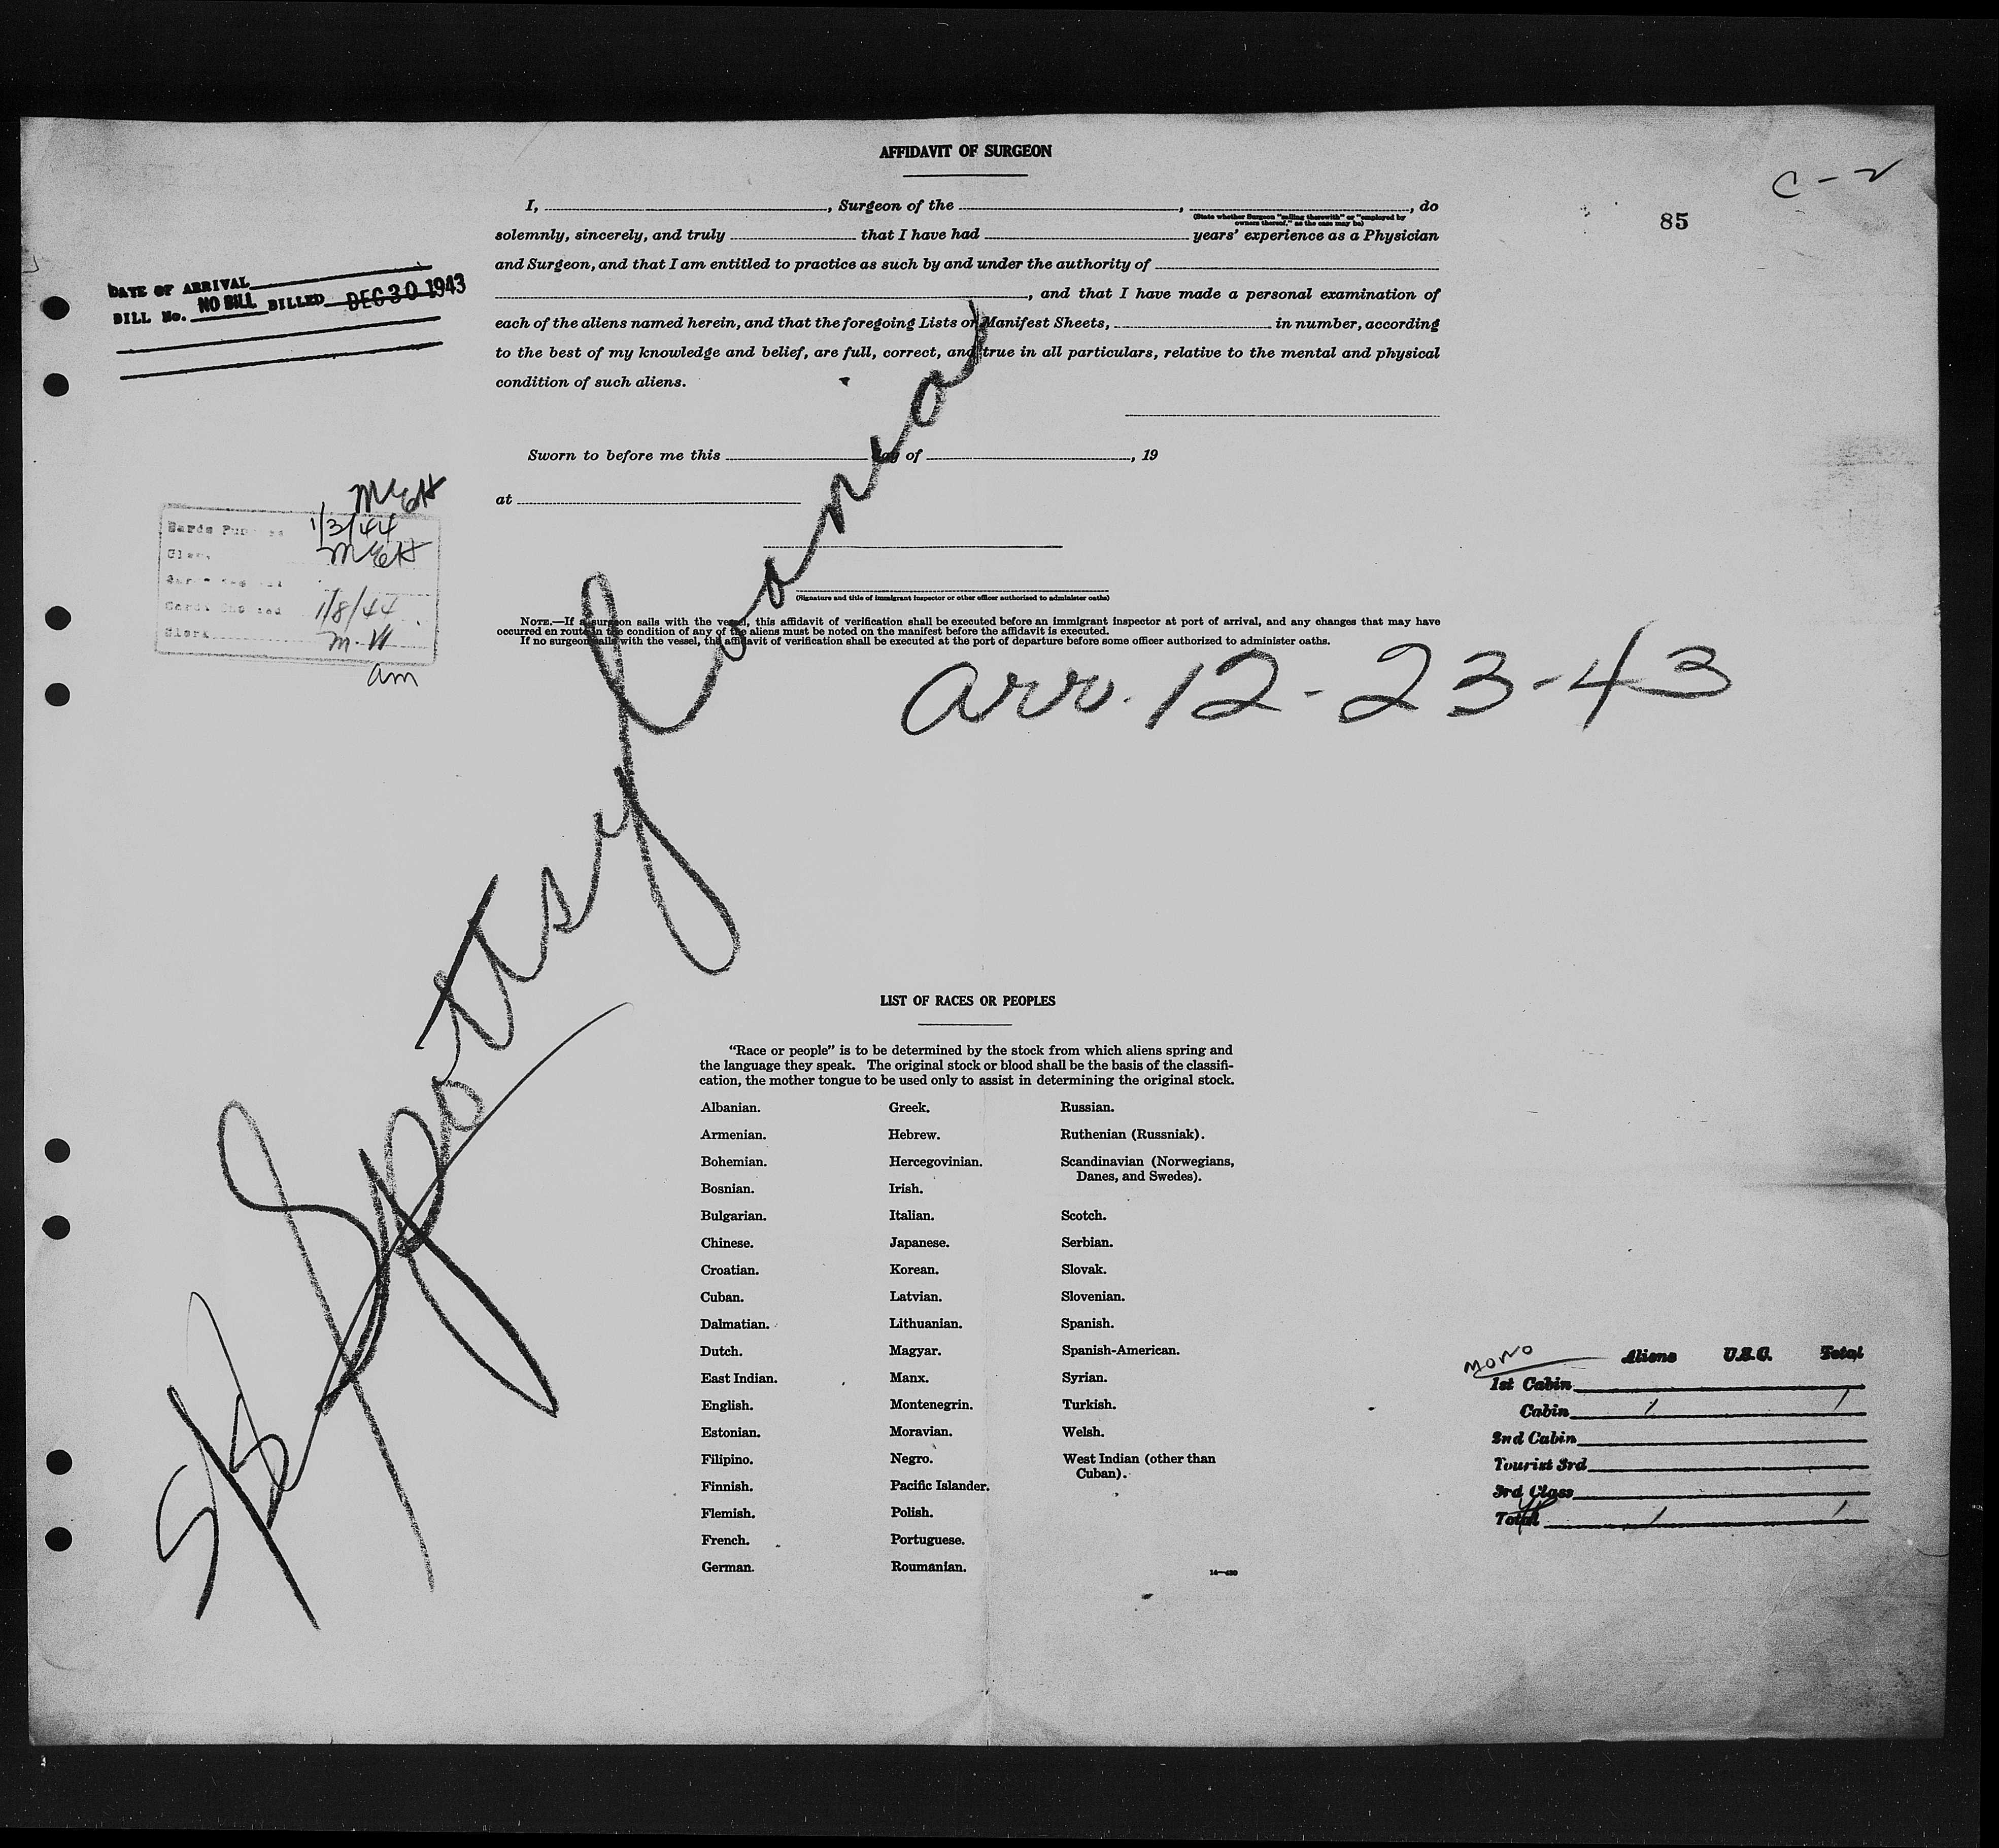 AFFIDAVIT OF SURGEON
C-2
85
I, , Surgeon of the , , do
(State whether Surgeon "sailing therewith" or "employed by
owners thereof," as the case may be)
solemnly, sincerely, and truly that I have had years' experience as a Physician
and Surgeon, and that I am entitled to practice as such by and under the authority of
, and that I have made a personal examination of
each of the aliens named herein, and that the foregoing Lists or Manifest Sheets, in number, according
to the best of my knowledge and belief, are full, correct, and true in all particulars, relative to the mental and physical
condition of such aliens.
Sworn to before me this day of , 19
at
(Signature and title of immigrant inspector or other officer authorized to administer oaths)
NOTE.—If a surgeon sails with the vessel, this affidavit of verification shall be executed before an immigrant inspector at port of arrival, and any changes that may have
occurred en route in the condition of any of the aliens must be noted on the manifest before the affidavit is executed.
If no surgeon sails with the vessel, this affidavit of verification shall be executed at the port of departure before some officer authorized to administer oaths.
DATE OF ARRIVAL
BILL No. NO BILL BILLED DEC 30 1943
MEH
1/3/44
MEH
1/8/44
Clerk M.H
am
arr. 12-23-43
S/S Spottsylvania
LIST OF RACES OR PEOPLES
"Race or people" is to be determined by the stock from which aliens spring and
the language they speak. The original stock or blood shall be the basis of the classifi-
cation, the mother tongue to be used only to assist in determining the original stock.
Albanian.
Armenian.
Bohemian.
Bosnian.
Bulgarian.
Chinese.
Croatian.
Cuban.
Dalmatian.
Dutch.
East Indian.
English.
Estonian.
Filipino.
Finnish.
Flemish.
French.
German.
Greek.
Hebrew.
Hercegovinian.
Irish.
Italian.
Japanese.
Korean.
Latvian.
Lithuanian.
Magyar.
Manx.
Montenegrin.
Moravian.
Negro.
Pacific Islander.
Polish.
Portuguese.
Roumanian.
Russian.
Ruthenian (Russniak).
Scandinavian (Norwegians,
Danes, and Swedes).
Scotch.
Serbian.
Slovak.
Slovenian.
Spanish.
Spanish-American.
Syrian.
Turkish.
Welsh.
West Indian (other than
Cuban).
14—430
Aliens U.S.C. Total
1st Cabin
Cabin 1 1
2nd Cabin
Tourist 3rd
3rd Class
Total 1 1